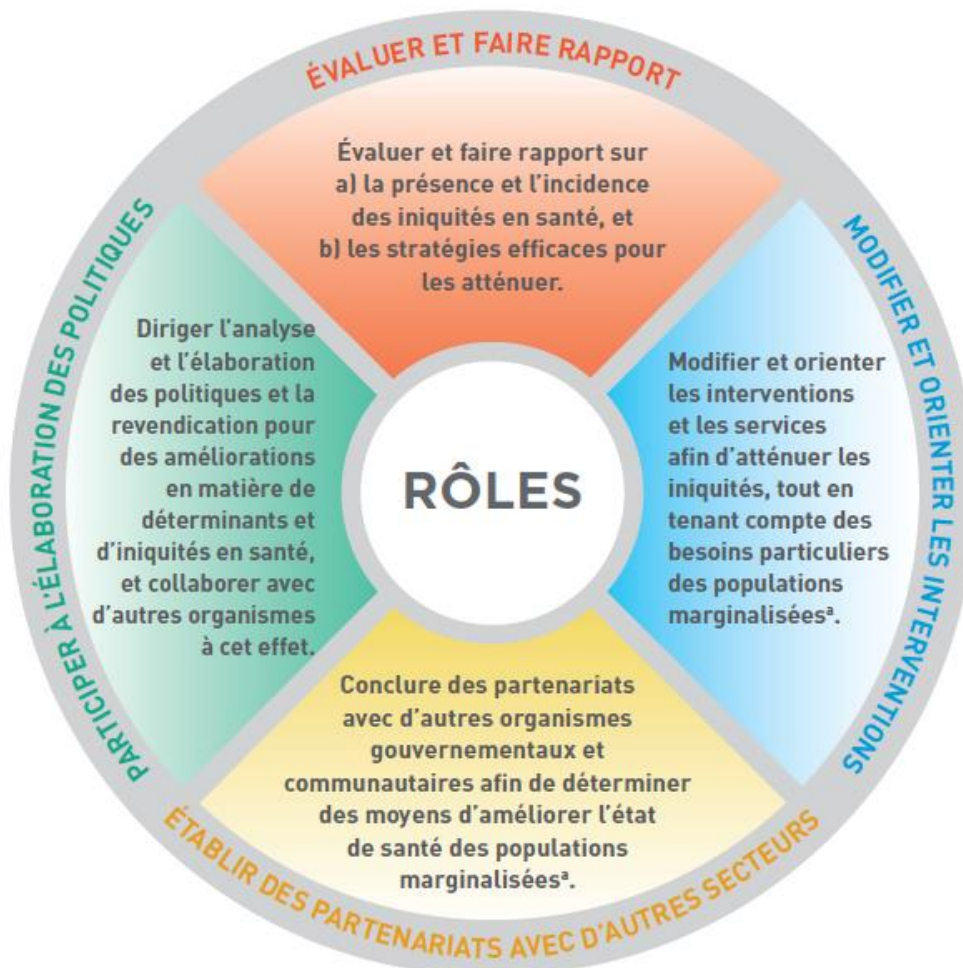 ÉVALUER ET FAIRE RAPPORT
Évaluer et faire rapport sur
a) la présence et l'incidence
des iniquités en santé, et
b) les stratégies efficaces pour
les atténuer.
MODIFIER ET ORIENTER LES INTERVENTIONS
Modifier et orienter
les interventions
et les services
afin d'atténuer les
iniquités, tout en
tenant compte des
besoins particuliers
des populations
marginaliséesª.
ÉTABLIR DES PARTENARIATS AVEC D'AUTRES SECTEURS
Conclure des partenariats
avec d'autres organismes
gouvernementaux et
communautaires afin de déterminer
des moyens d'améliorer l'état
de santé des populations
marginaliséesª.
PARTICIPER À L'ÉLABORATION DES POLITIQUES
Diriger l'analyse
et l'élaboration
des politiques et la
revendication pour
des améliorations
en matière de
déterminants et
d'iniquités en santé,
et collaborer avec
d'autres organismes
à cet effet.
RÔLES